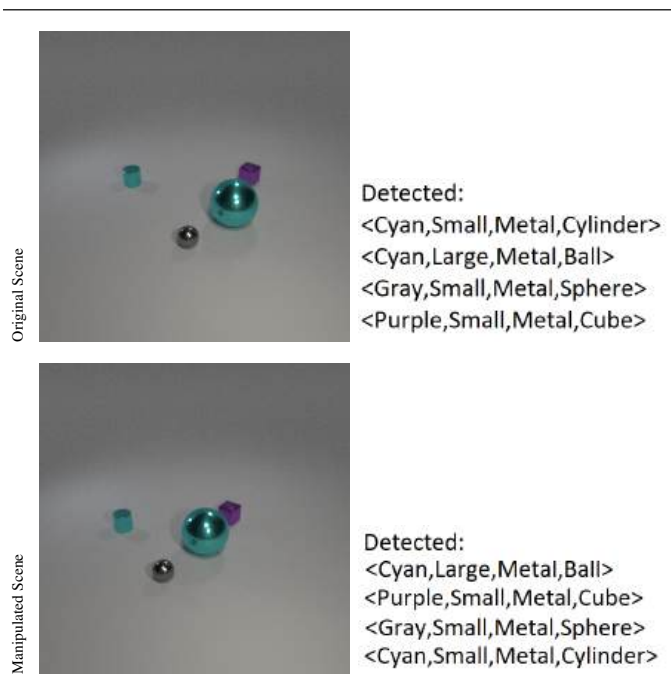 Original Scene
Detected:
<Cyan,Small,Metal,Cylinder>
<Cyan,Large,Metal,Ball>
<Gray,Small,Metal,Sphere>
<Purple,Small,Metal,Cube>
Manipulated Scene
Detected:
<Cyan,Large,Metal,Ball>
<Purple,Small,Metal,Cube>
<Gray,Small,Metal,Sphere>
<Cyan,Small,Metal,Cylinder>